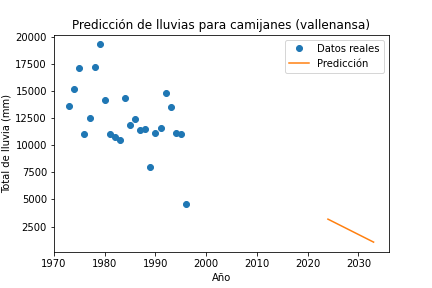 Predicción de lluvias para camijanes (vallenansa)
20000
17500
15000
12500
10000
7500
5000
2500
Total de lluvia (mm)
Datos reales
Predicción
1970 1980 1990 2000 2010 2020 2030
Año